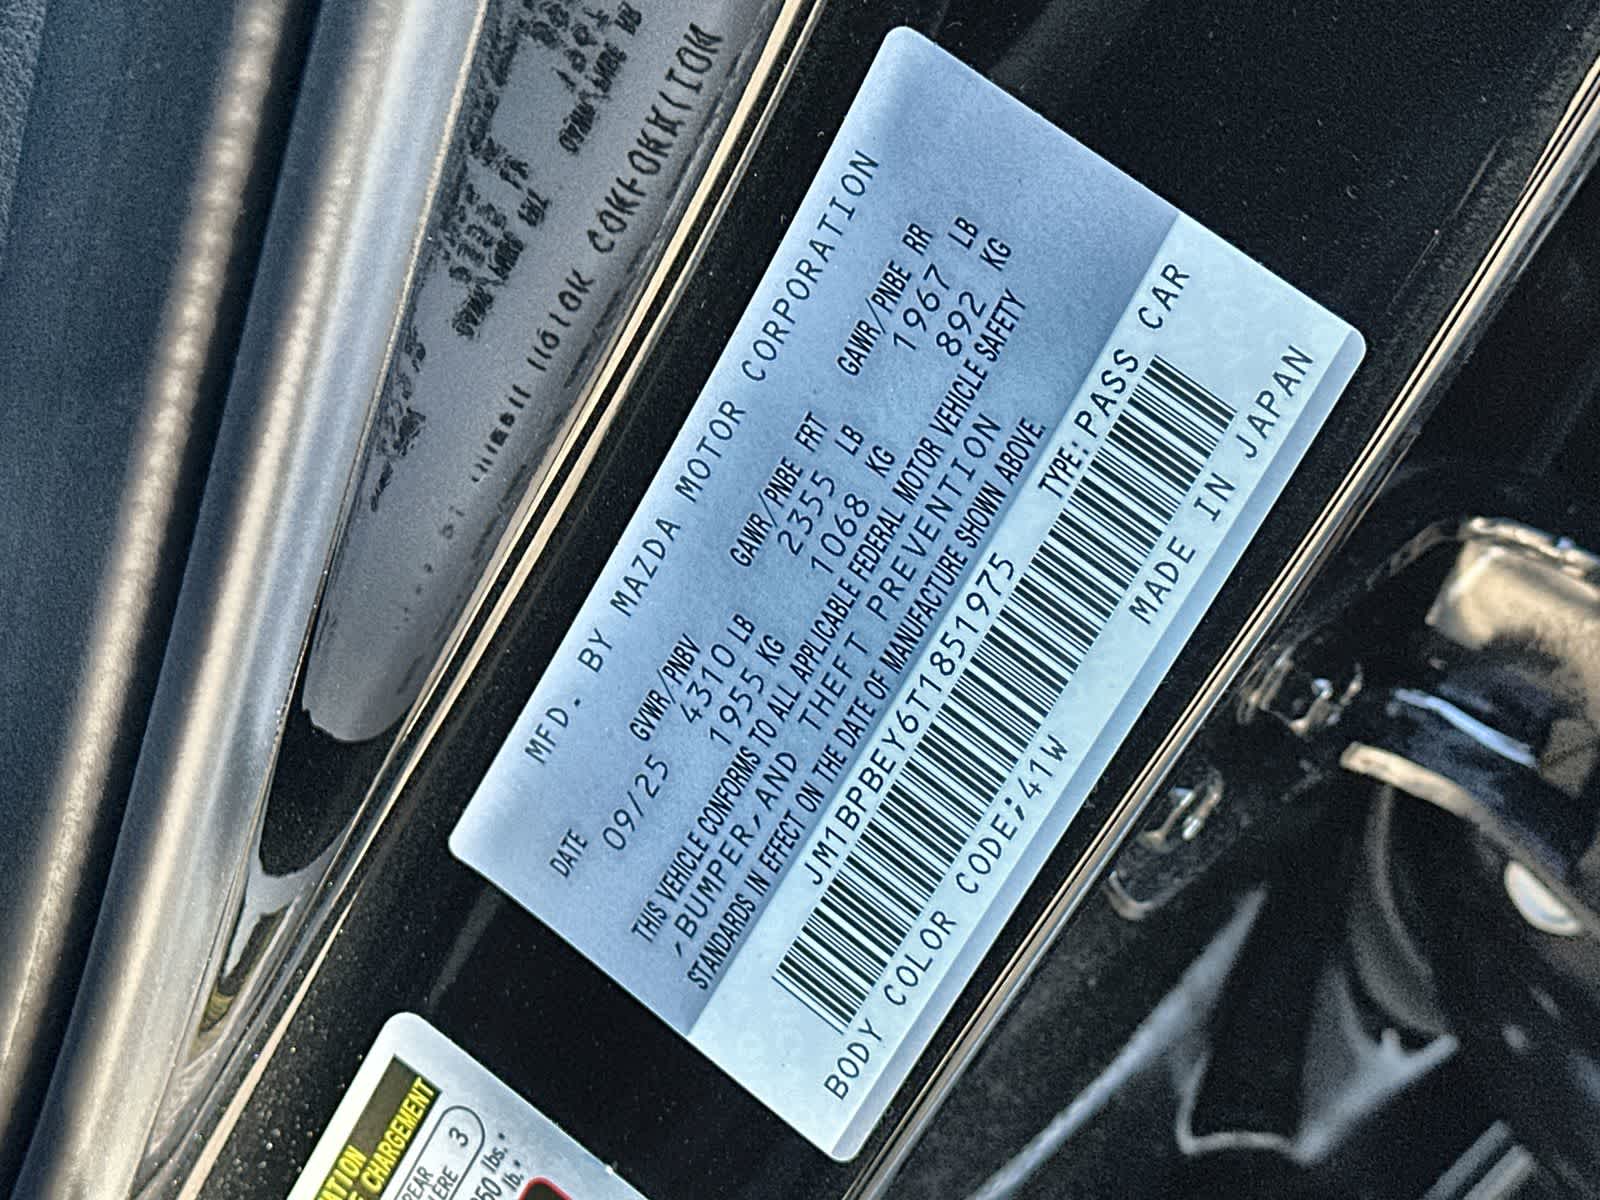 MFD. BY MAZDA MOTOR CORPORATION
DATE GVWR/PNBV GAWR/PNBE FRT GAWR/PNBE RR
09/25 4310 LB 2355 LB 1967 LB
1955 KG 1068 KG 892 KG
THIS VEHICLE CONFORMS TO ALL APPLICABLE FEDERAL MOTOR VEHICLE SAFETY
,BUMPER,AND THEFT PREVENTION
STANDARDS IN EFFECT ON THE DATE OF MANUFACTURE SHOWN ABOVE.
JM1BPBEY6T1851975 TYPE:PASS CAR
BODY COLOR CODE;41W MADE IN JAPAN
CHARGEMENT
REAR
3
lbs.*
lb.*